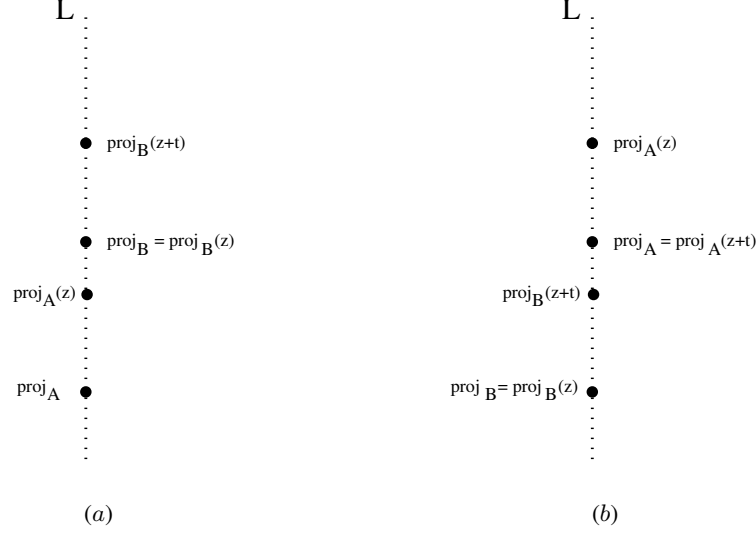 L
proj_B(z+t)
proj_B = proj_B(z)
proj_A(z)
proj_A
(a)
L
proj_A(z)
proj_A = proj_A(z+t)
proj_B(z+t)
proj_B = proj_B(z)
(b)